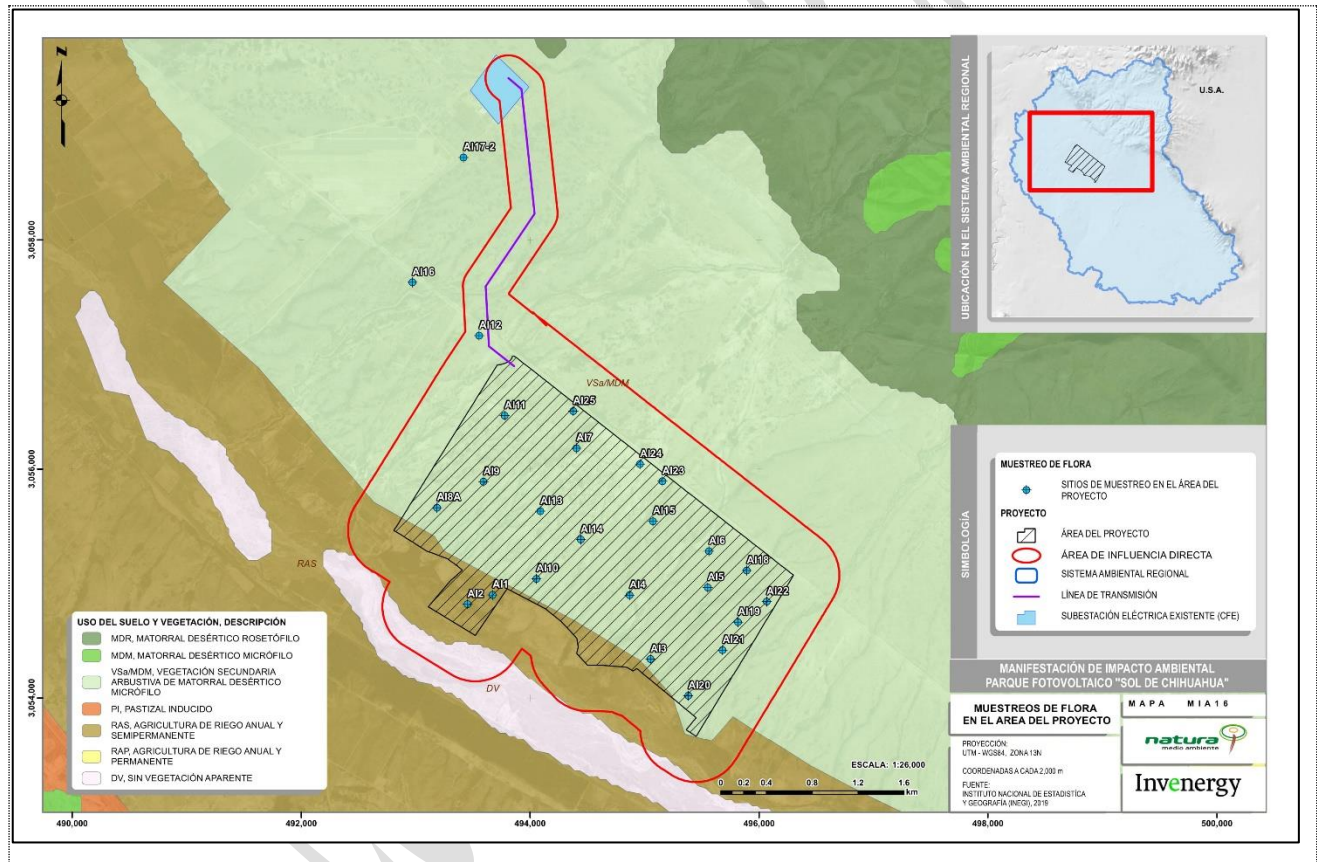 N
UBICACIÓN EN EL SISTEMA AMBIENTAL REGIONAL
U.S.A.
AI17-2
3,058,000
AI16
AI12
VSa/MDM
AI11
AI25
AI7
AI24
3,056,000
AI9
AI23
AI8A
AI13
AI15
AI14
AI6
AI18
RAS
AI10
AI5
AI1
AI4
AI22
AI2
AI19
AI21
AI3
DV
3,054,000
AI20
USO DEL SUELO Y VEGETACIÓN, DESCRIPCIÓN
MDR, MATORRAL DESÉRTICO ROSETÓFILO
MDM, MATORRAL DESÉRTICO MICRÓFILO
VSa/MDM, VEGETACIÓN SECUNDARIA
ARBUSTIVA DE MATORRAL DESÉRTICO
MICRÓFILO
PI, PASTIZAL INDUCIDO
RAS, AGRICULTURA DE RIEGO ANUAL Y
SEMIPERMANENTE
RAP, AGRICULTURA DE RIEGO ANUAL Y
PERMANENTE
DV, SIN VEGETACIÓN APARENTE
ESCALA: 1:26,000
0 0.2 0.4 0.8 1.2 1.6
km
490,000 492,000 494,000 496,000 498,000 500,000
SIMBOLOGÍA
MUESTREO DE FLORA
SITIOS DE MUESTREO EN EL ÁREA DEL
PROYECTO
PROYECTO
ÁREA DEL PROYECTO
ÁREA DE INFLUENCIA DIRECTA
SISTEMA AMBIENTAL REGIONAL
LÍNEA DE TRANSMISIÓN
SUBESTACIÓN ELÉCTRICA EXISTENTE (CFE)
MANIFESTACIÓN DE IMPACTO AMBIENTAL
PARQUE FOTOVOLTAICO "SOL DE CHIHUAHUA"
MUESTREOS DE FLORA
EN EL AREA DEL PROYECTO
MAPA MIA16
PROYECCIÓN:
UTM - WGS84, ZONA 13N
COORDENADAS A CADA 2,000 m
FUENTE:
INSTITUTO NACIONAL DE ESTADISTÍCA
Y GEOGRAFÍA (INEGI), 2019
natura
medio ambiente
Invenergy